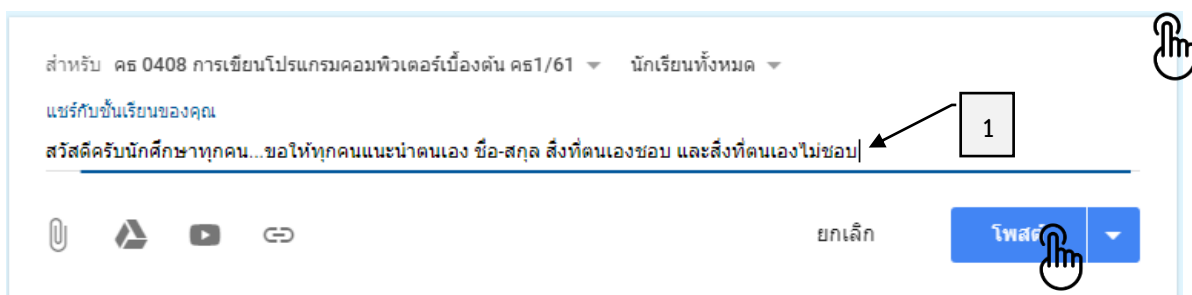 สำหรับ คธ 0408 การเขียนโปรแกรมคอมพิวเตอร์เบื้องต้น คธ1/61 นักเรียนทั้งหมด
แชร์กับชั้นเรียนของคุณ
สวัสดีครับนักศึกษาทุกคน...ขอให้ทุกคนแนะนำตนเอง ชื่อ-สกุล สิ่งที่ตนเองชอบ และสิ่งที่ตนเองไม่ชอบ
1
ยกเลิก โพสต์